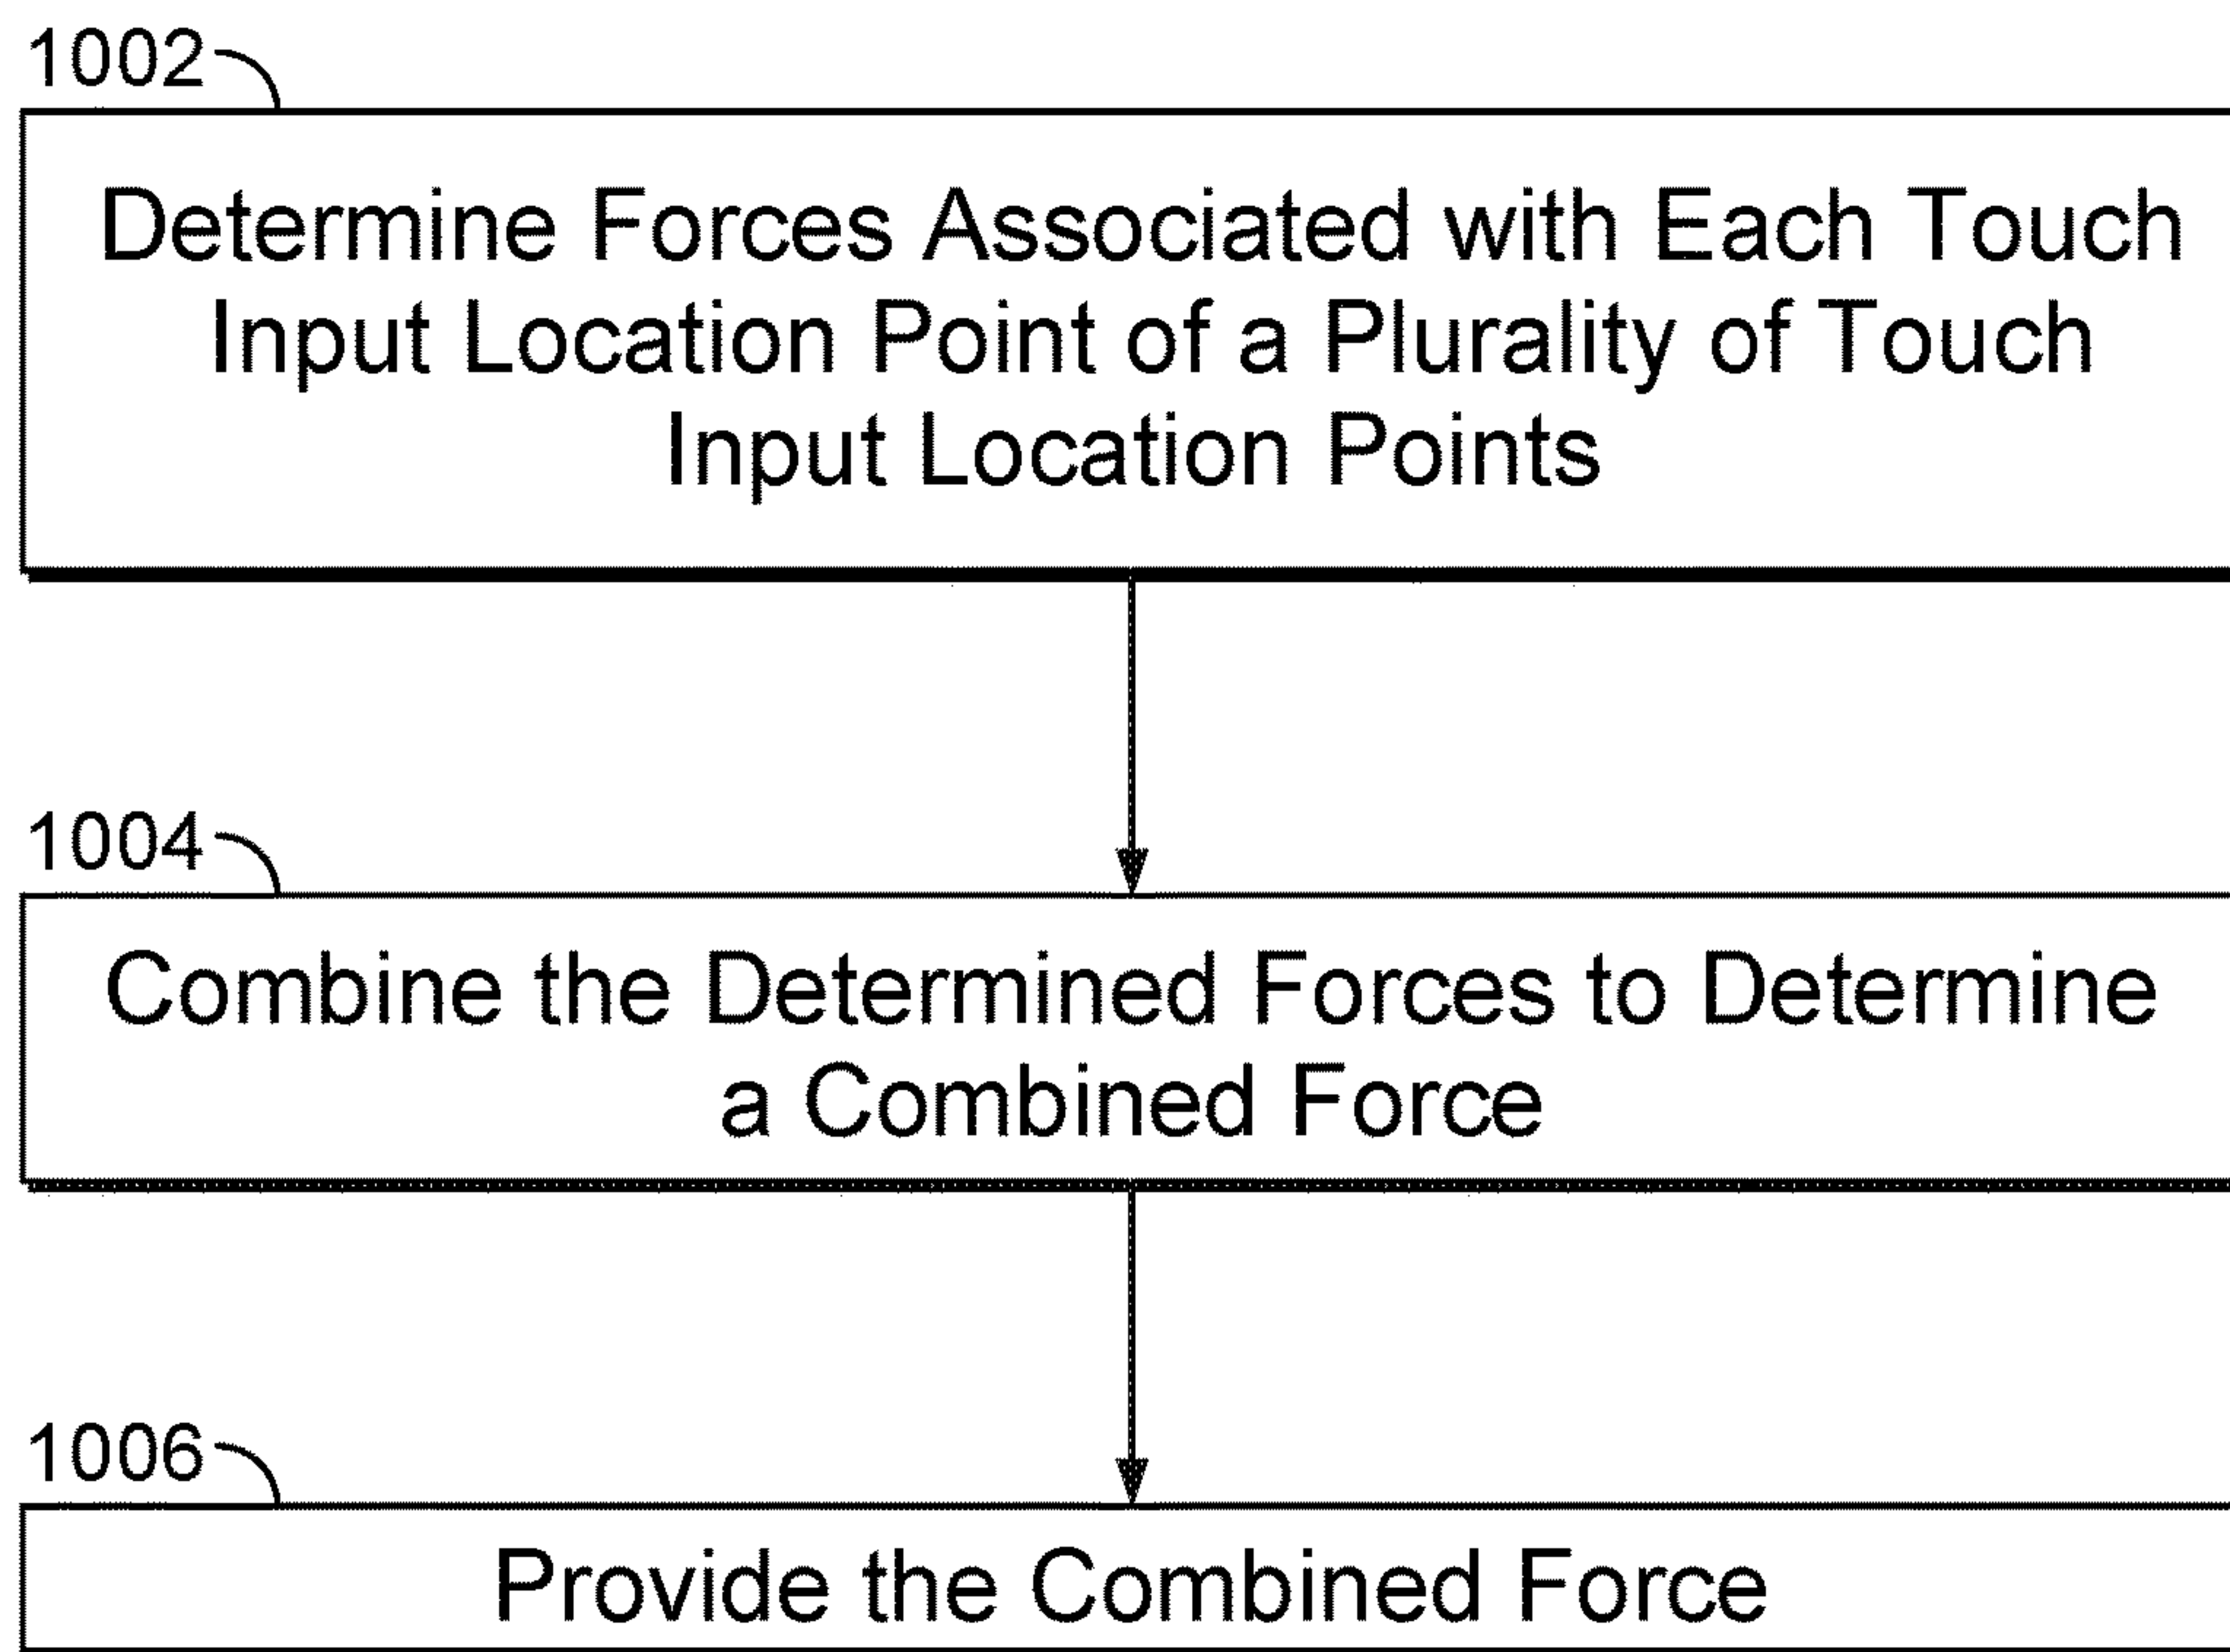 1002
Determine Forces Associated with Each Touch
Input Location Point of a Plurality of Touch
Input Location Points
1004
Combine the Determined Forces to Determine
a Combined Force
1006
Provide the Combined Force